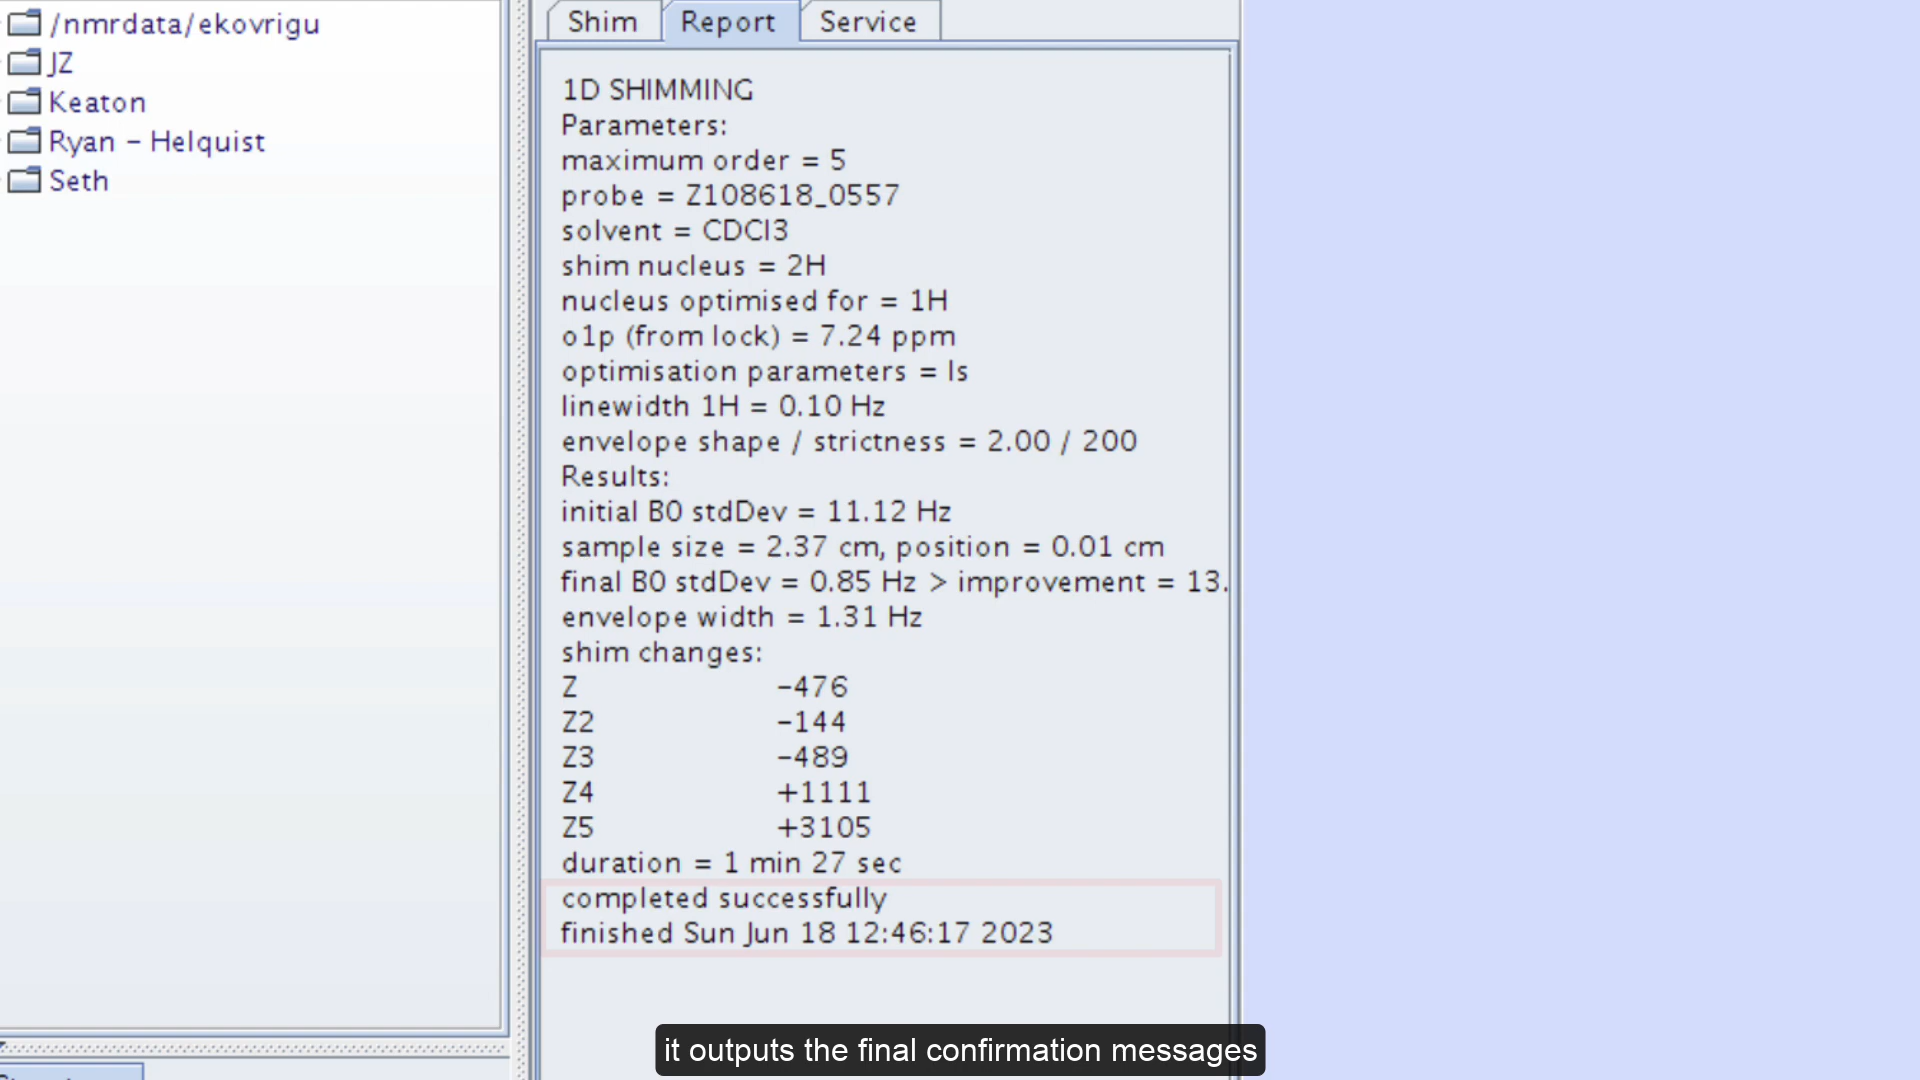 /nmrdata/ekovrigu
JZ
Keaton
Ryan – Helquist
Seth
Shim
Report
Service
1D SHIMMING
Parameters:
maximum order = 5
probe = Z108618_0557
solvent = CDCl3
shim nucleus = 2H
nucleus optimised for = 1H
o1p (from lock) = 7.24 ppm
optimisation parameters = ls
linewidth 1H = 0.10 Hz
envelope shape / strictness = 2.00 / 200
Results:
initial B0 stdDev = 11.12 Hz
sample size = 2.37 cm, position = 0.01 cm
final B0 stdDev = 0.85 Hz > improvement = 13.
envelope width = 1.31 Hz
shim changes:
Z −476
Z2 −144
Z3 −489
Z4 +1111
Z5 +3105
duration = 1 min 27 sec
completed successfully
finished Sun Jun 18 12:46:17 2023
it outputs the final confirmation messages